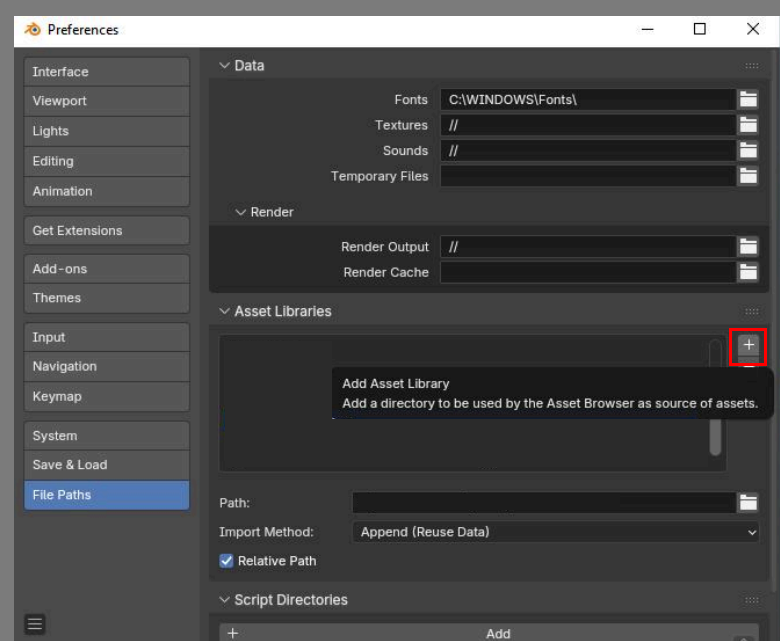 Preferences
Interface
Viewport
Lights
Editing
Animation
Get Extensions
Add-ons
Themes
Input
Navigation
Keymap
System
Save & Load
File Paths
Data
Fonts C:\WINDOWS\Fonts\
Textures //
Sounds //
Temporary Files
Render
Render Output //
Render Cache
Asset Libraries
+
Add Asset Library
Add a directory to be used by the Asset Browser as source of assets.
Path:
Import Method: Append (Reuse Data)
Relative Path
Script Directories
+ Add